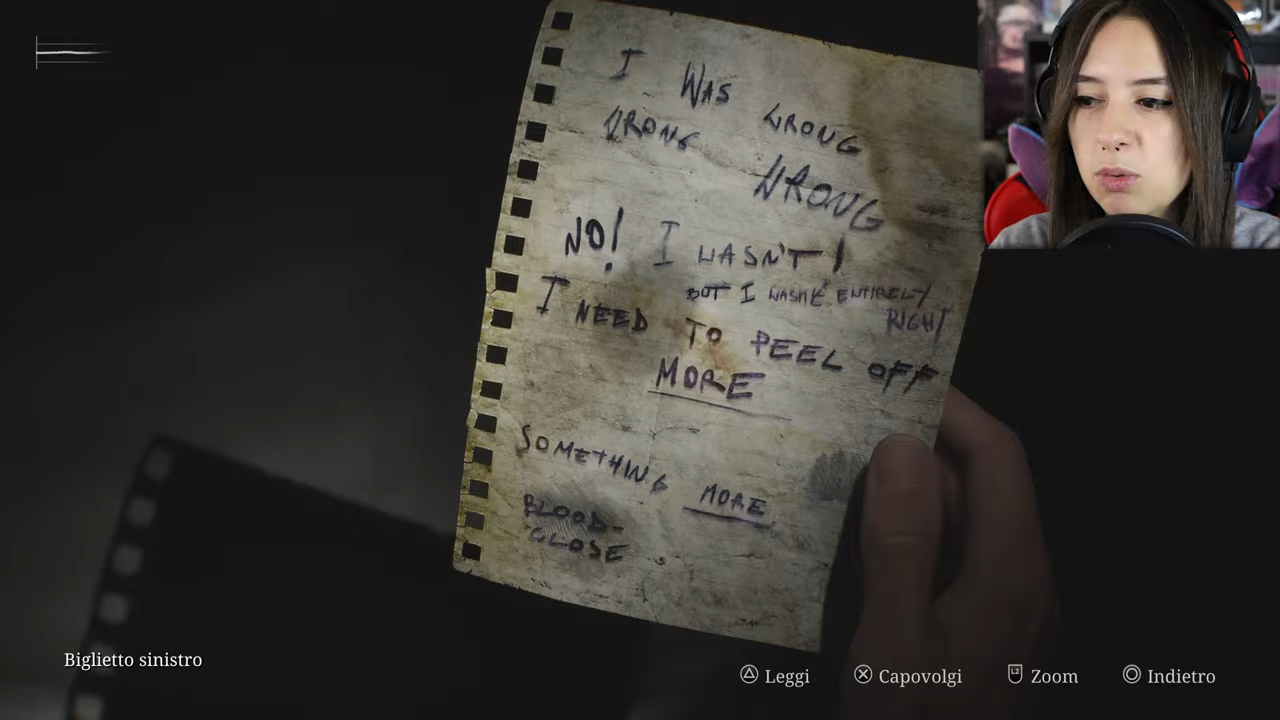 I WAS WRONG
WRONG
WRONG
NO! I WASN'T!
BUT I WASN'T ENTIRELY
RIGHT
I NEED TO PEEL OFF
MORE
SOMETHING MORE
BLOOD-
CLOSE
Biglietto sinistro
Leggi
Capovolgi
L2 Zoom
Indietro